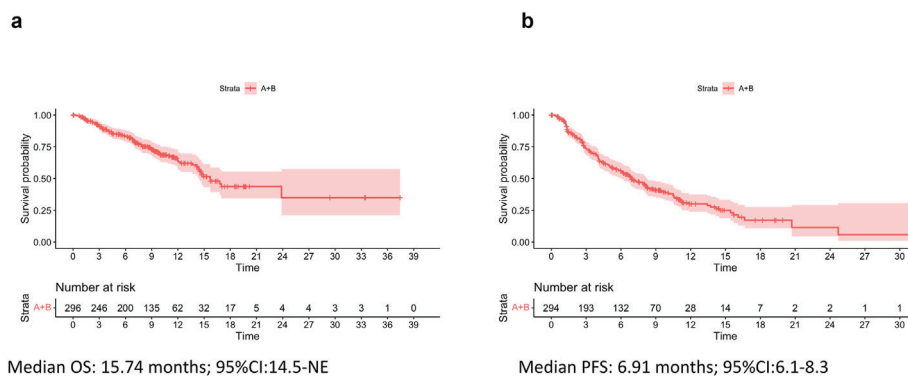 a
b
Strata A+B
Strata A+B
Survival probability
1.00
0.75
0.50
0.25
0.00
0 3 6 9 12 15 18 21 24 27 30 33 36 39
Time
Survival probability
1.00
0.75
0.50
0.25
0.00
0 3 6 9 12 15 18 21 24 27 30
Time
Number at risk
Strata
A+B 296 246 200 135 62 32 17 5 4 4 3 3 1 0
0 3 6 9 12 15 18 21 24 27 30 33 36 39
Time
Number at risk
Strata
A+B 294 193 132 70 28 14 7 2 2 1 1
0 3 6 9 12 15 18 21 24 27 30
Time
Median OS: 15.74 months; 95%CI:14.5-NE
Median PFS: 6.91 months; 95%CI:6.1-8.3